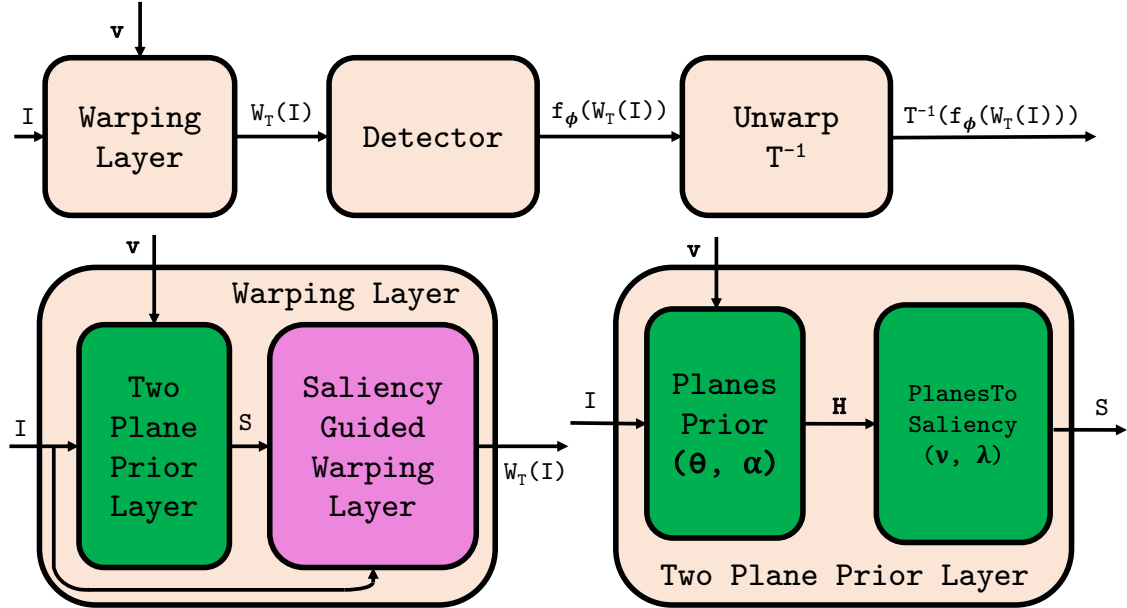 v
I
Warping
Layer
W_T(I)
Detector
f_ϕ(W_T(I))
Unwarp
T⁻¹
T⁻¹(f_ϕ(W_T(I)))
v
Warping Layer
I
Two
Plane
Prior
Layer
S
Saliency
Guided
Warping
Layer
W_T(I)
v
I
Planes
Prior
(θ, α)
H
PlanesTo
Saliency
(ν, λ)
S
Two Plane Prior Layer